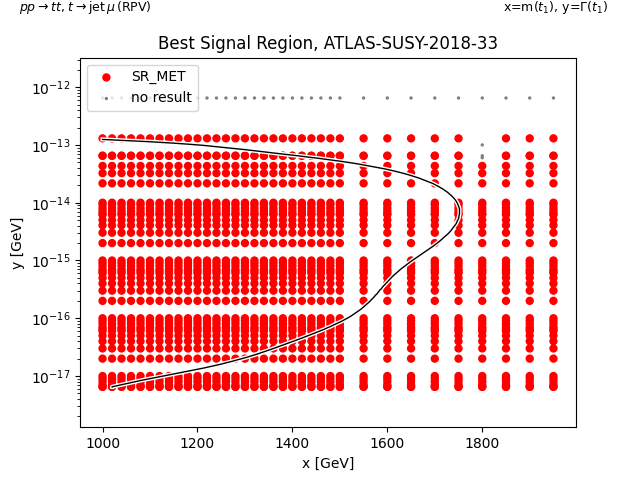 pp → tt, t → jet μ (RPV)
x=m(t₁), y=Γ(t₁)
Best Signal Region, ATLAS-SUSY-2018-33
SR_MET
no result
y [GeV]
10⁻¹²
10⁻¹³
10⁻¹⁴
10⁻¹⁵
10⁻¹⁶
10⁻¹⁷
1000 1200 1400 1600 1800
x [GeV]